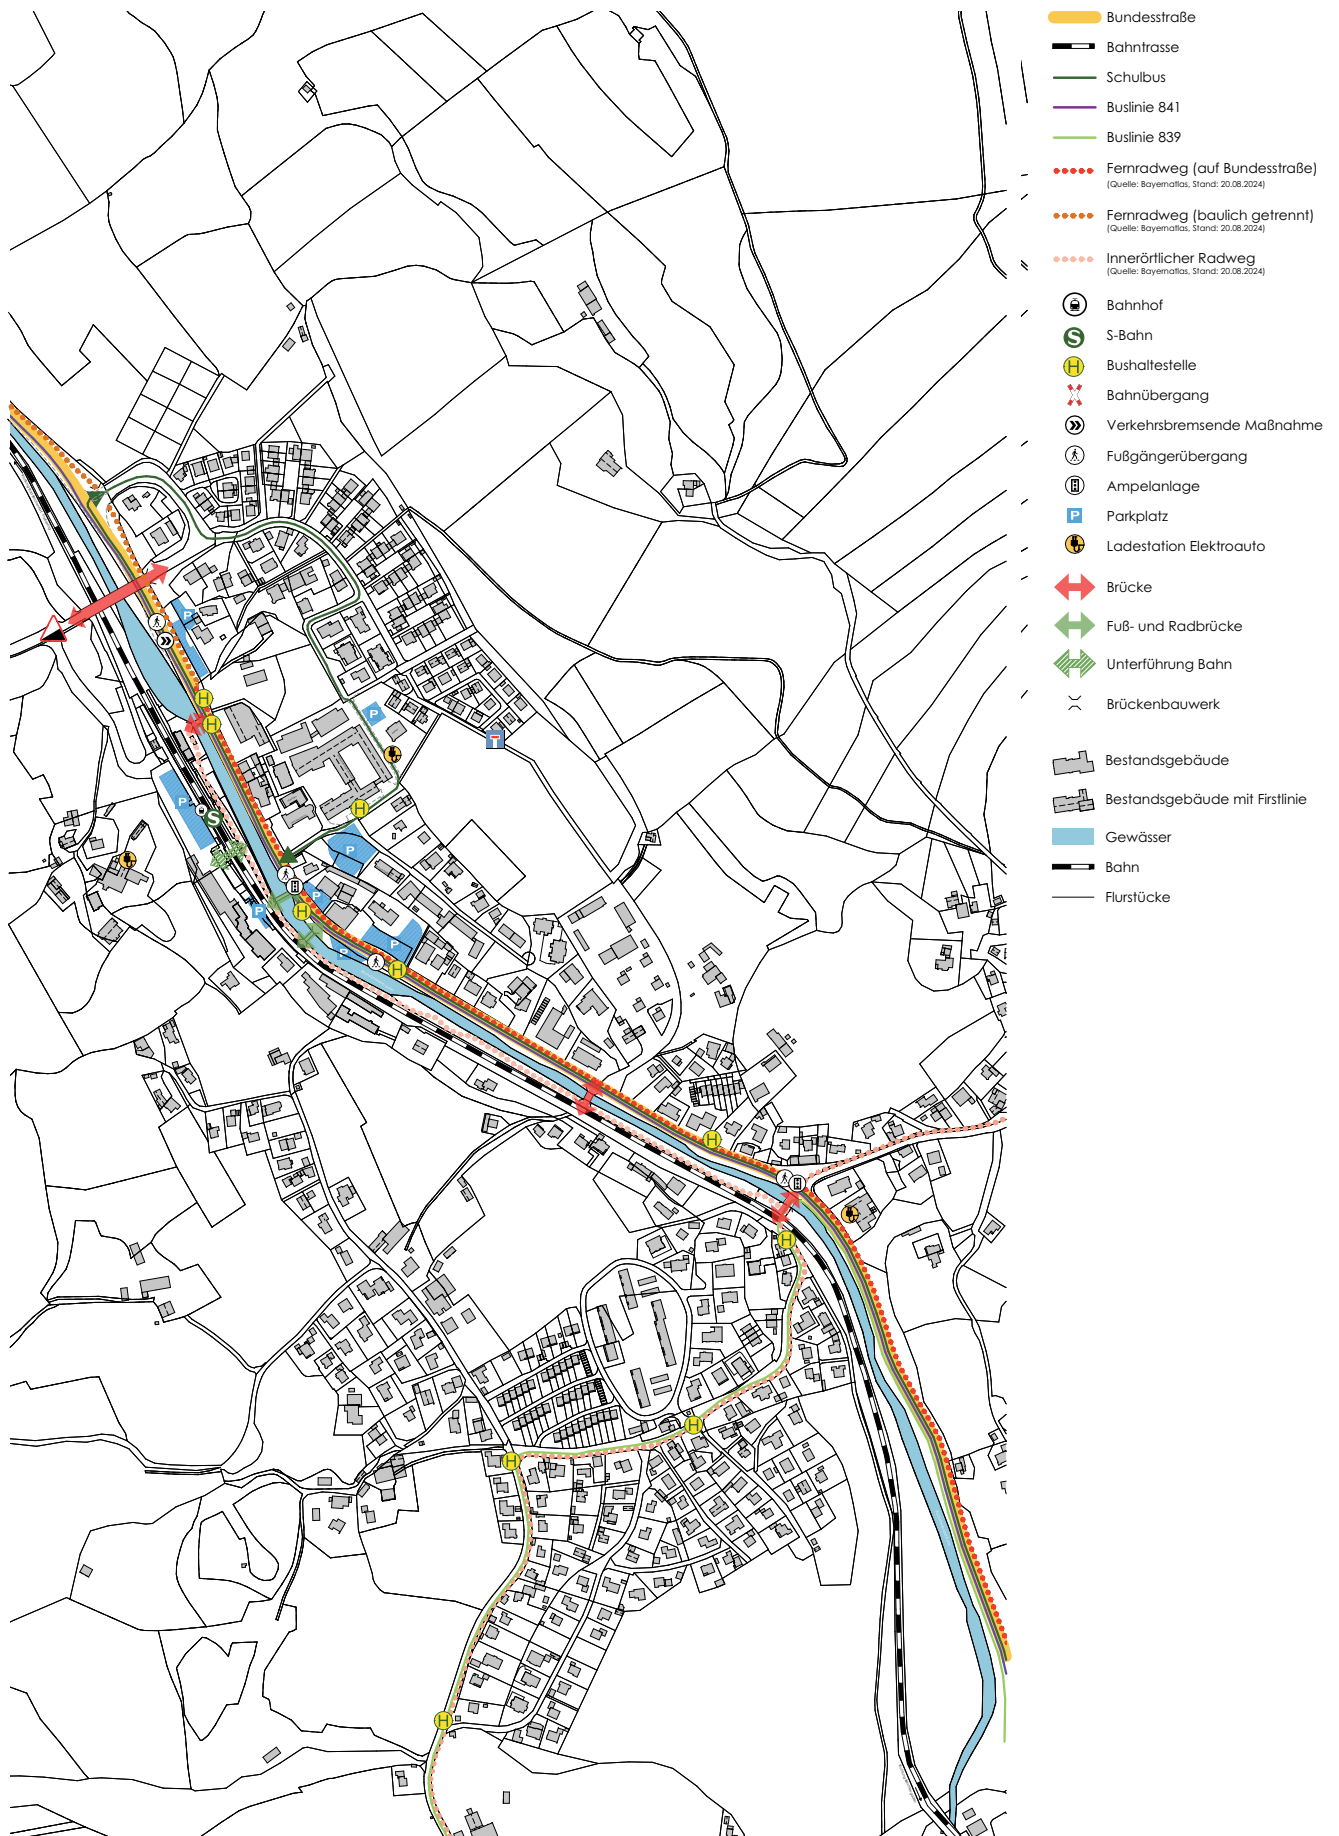 Bundesstraße
Bahntrasse
Schulbus
Buslinie 841
Buslinie 839
Fernradweg (auf Bundesstraße)
(Quelle: Bayernatlas, Stand: 20.08.2024)
Fernradweg (baulich getrennt)
(Quelle: Bayernatlas, Stand: 20.08.2024)
Innerörtlicher Radweg
(Quelle: Bayernatlas, Stand: 20.08.2024)
Bahnhof
S
S-Bahn
H
Bushaltestelle
Bahnübergang
Verkehrsbremsende Maßnahme
Fußgängerübergang
Ampelanlage
P
Parkplatz
Ladestation Elektroauto
Brücke
Fuß- und Radbrücke
Unterführung Bahn
Brückenbauwerk
Bestandsgebäude
Bestandsgebäude mit Firstlinie
Gewässer
Bahn
Flurstücke
P
H
P
H
P
H
S
P
P
P
H
P
P
H
H
H
H
H
H